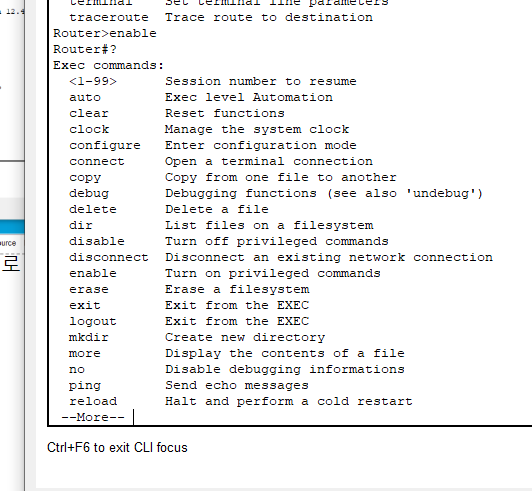 terminal    Set terminal line parameters
traceroute  Trace route to destination
Router>enable
Router#?
Exec commands:
<1-99>      Session number to resume
auto        Exec level Automation
clear       Reset functions
clock       Manage the system clock
configure   Enter configuration mode
connect     Open a terminal connection
copy        Copy from one file to another
debug       Debugging functions (see also 'undebug')
delete      Delete a file
dir         List files on a filesystem
disable     Turn off privileged commands
disconnect  Disconnect an existing network connection
enable      Turn on privileged commands
erase       Erase a filesystem
exit        Exit from the EXEC
logout      Exit from the EXEC
mkdir       Create new directory
more        Display the contents of a file
no          Disable debugging informations
ping        Send echo messages
reload      Halt and perform a cold restart
--More--
Ctrl+F6 to exit CLI focus
12.4
ource
로